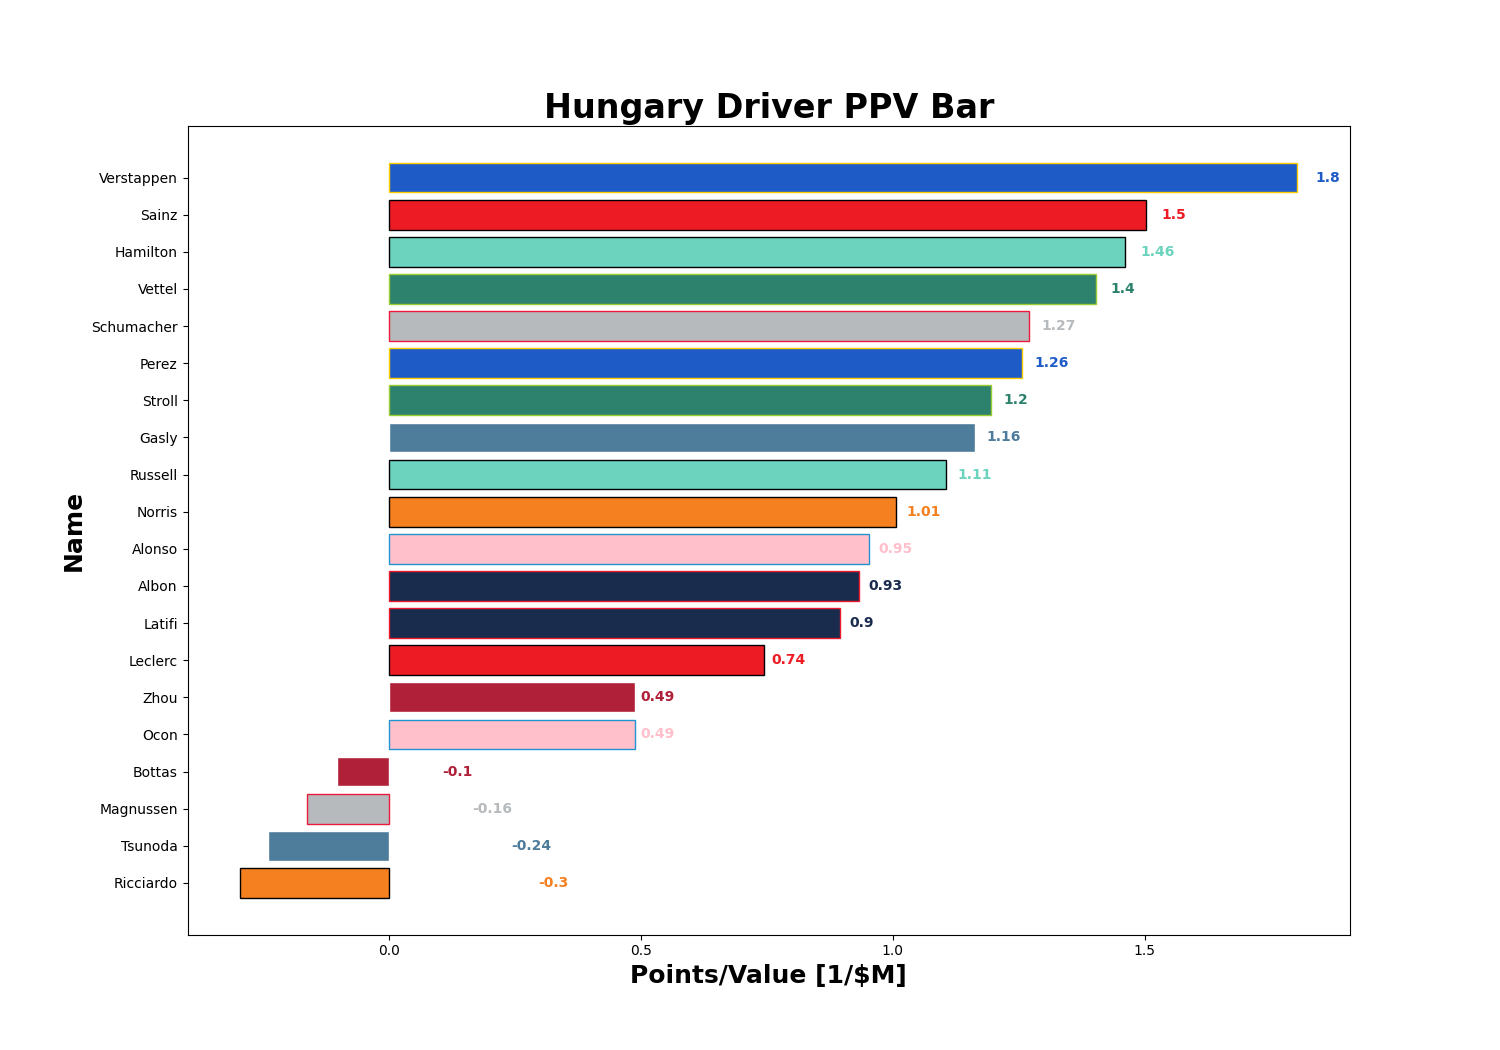 Hungary Driver PPV Bar
Verstappen 1.8
Sainz 1.5
Hamilton 1.46
Vettel 1.4
Schumacher 1.27
Perez 1.26
Stroll 1.2
Gasly 1.16
Russell 1.11
Norris 1.01
Alonso 0.95
Albon 0.93
Latifi 0.9
Leclerc 0.74
Zhou 0.49
Ocon 0.49
Bottas -0.1
Magnussen -0.16
Tsunoda -0.24
Ricciardo -0.3
Name
0.0 0.5 1.0 1.5
Points/Value [1/$M]